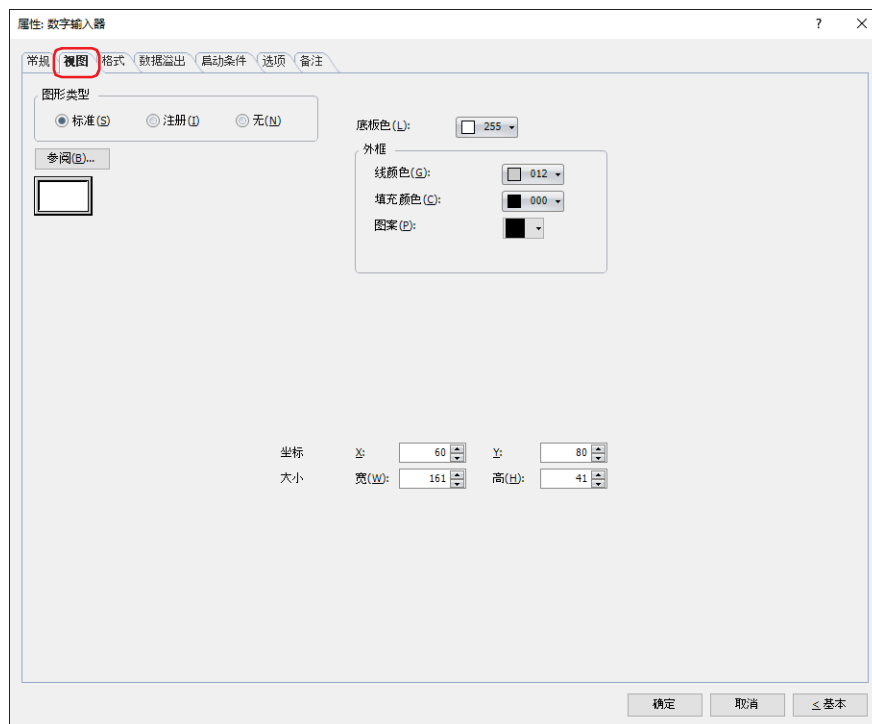 属性: 数字输入器 ?
常规 视图 格式 数据溢出 启动条件 选项 备注
图形类型
标准(S) 注册(I) 无(N)
参阅(B)...
底板色(L): 255
外框
线颜色(G): 012
填充颜色(C): 000
图案(P):
坐标 X: 60 Y: 80
大小 宽(W): 161 高(H): 41
确定 取消 < 基本